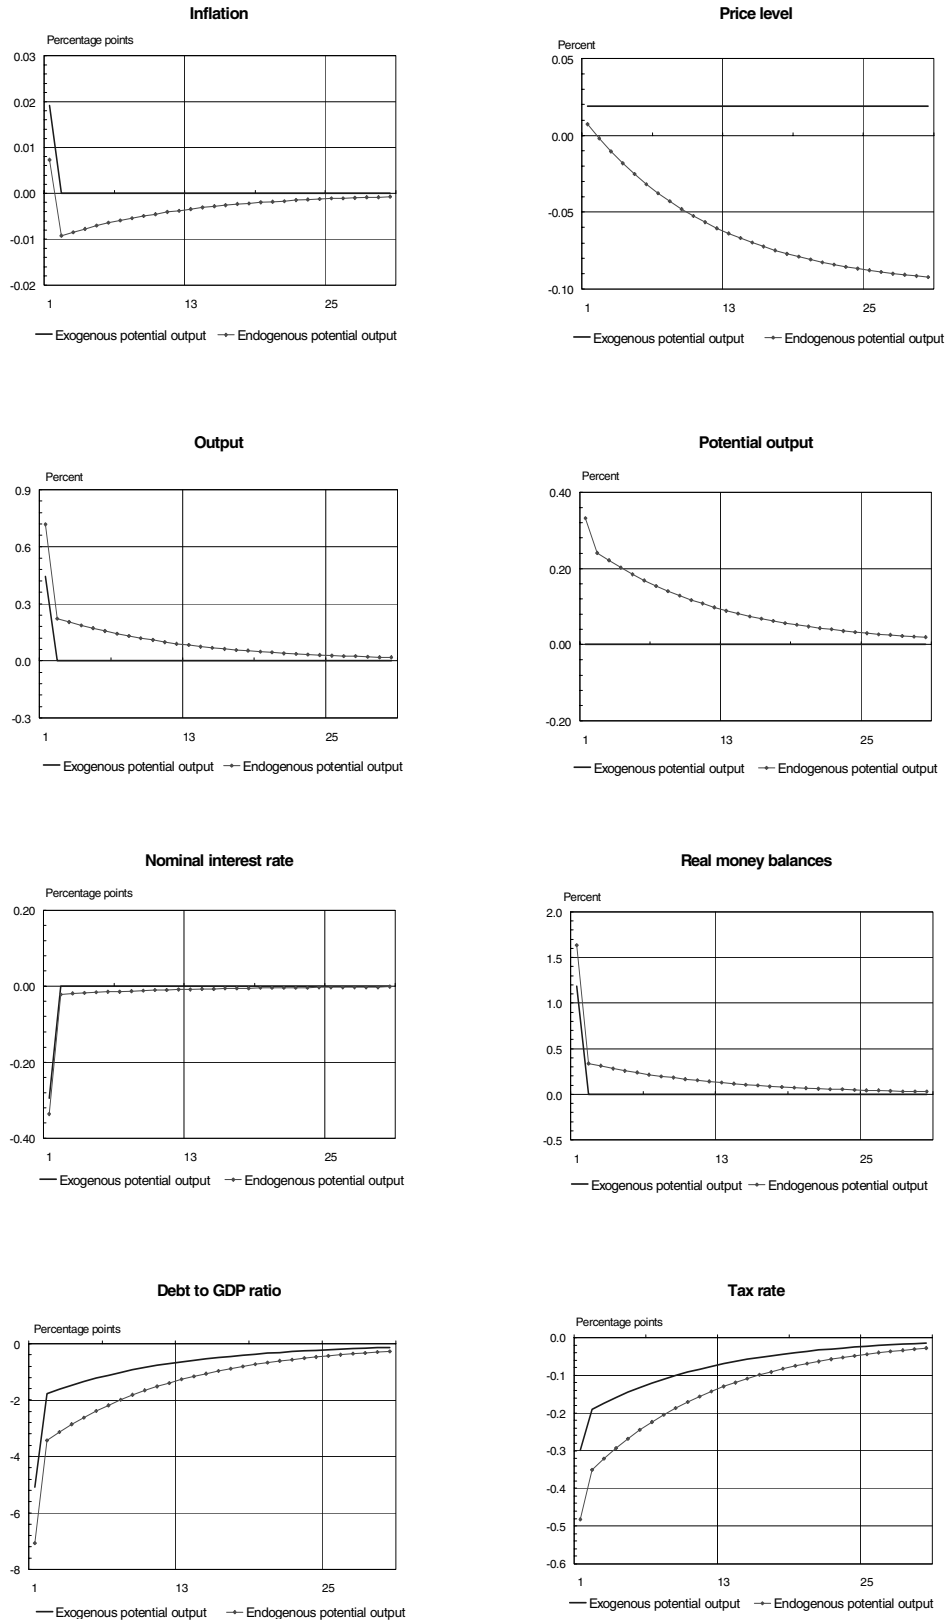 Inflation
Percentage points
0.03
0.02
0.01
0.00
-0.01
-0.02
1 13 25
Exogenous potential output Endogenous potential output
Price level
Percent
0.05
0.00
-0.05
-0.10
1 13 25
Exogenous potential output Endogenous potential output
Output
Percent
0.9
0.6
0.3
0.0
-0.3
1 13 25
Exogenous potential output Endogenous potential output
Potential output
Percent
0.40
0.20
0.00
-0.20
1 13 25
Exogenous potential output Endogenous potential output
Nominal interest rate
Percentage points
0.20
0.00
-0.20
-0.40
1 13 25
Exogenous potential output Endogenous potential output
Real money balances
Percent
2.0
1.5
1.0
0.5
0.0
-0.5
1 13 25
Exogenous potential output Endogenous potential output
Debt to GDP ratio
Percentage points
0
-2
-4
-6
-8
1 13 25
Exogenous potential output Endogenous potential output
Tax rate
Percentage points
0.0
-0.1
-0.2
-0.3
-0.4
-0.5
-0.6
1 13 25
Exogenous potential output Endogenous potential output